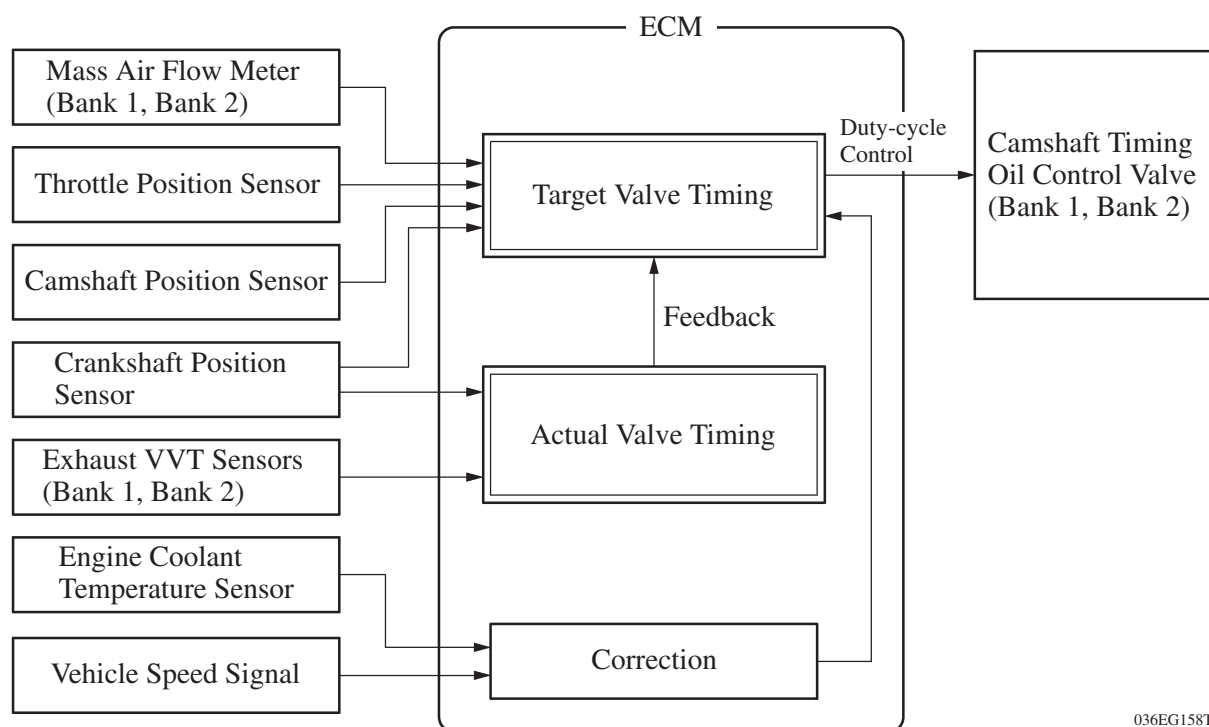 ECM
Mass Air Flow Meter
(Bank 1, Bank 2)
Throttle Position Sensor
Camshaft Position Sensor
Crankshaft Position
Sensor
Exhaust VVT Sensors
(Bank 1, Bank 2)
Engine Coolant
Temperature Sensor
Vehicle Speed Signal
Target Valve Timing
Feedback
Actual Valve Timing
Correction
Duty-cycle
Control
Camshaft Timing
Oil Control Valve
(Bank 1, Bank 2)
036EG158T